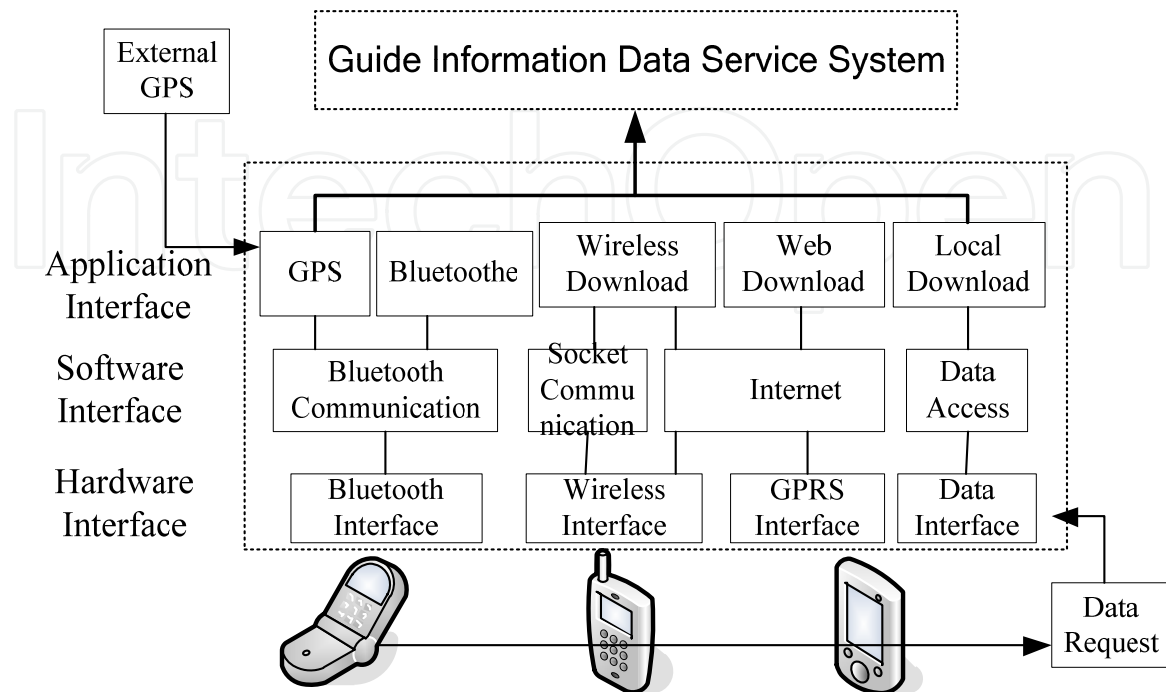 External
GPS
Guide Information Data Service System
IntechOpen
Application
Interface
GPS
Bluetoothe
Wireless
Download
Web
Download
Local
Download
Software
Interface
Bluetooth
Communication
Socket
Commu
nication
Internet
Data
Access
Hardware
Interface
Bluetooth
Interface
Wireless
Interface
GPRS
Interface
Data
Interface
Data
Request